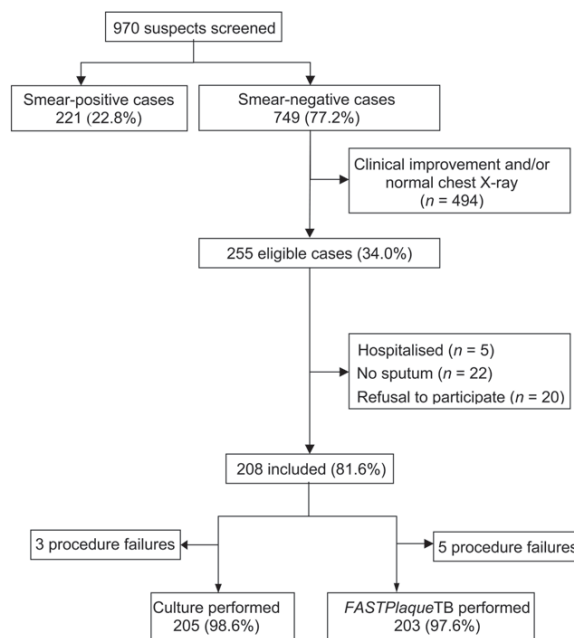 970 suspects screened
Smear-positive cases
221 (22.8%)
Smear-negative cases
749 (77.2%)
Clinical improvement and/or
normal chest X-ray
(n = 494)
255 eligible cases (34.0%)
Hospitalised (n = 5)
No sputum (n = 22)
Refusal to participate (n = 20)
208 included (81.6%)
3 procedure failures
5 procedure failures
Culture performed
205 (98.6%)
FASTPlaqueTB performed
203 (97.6%)